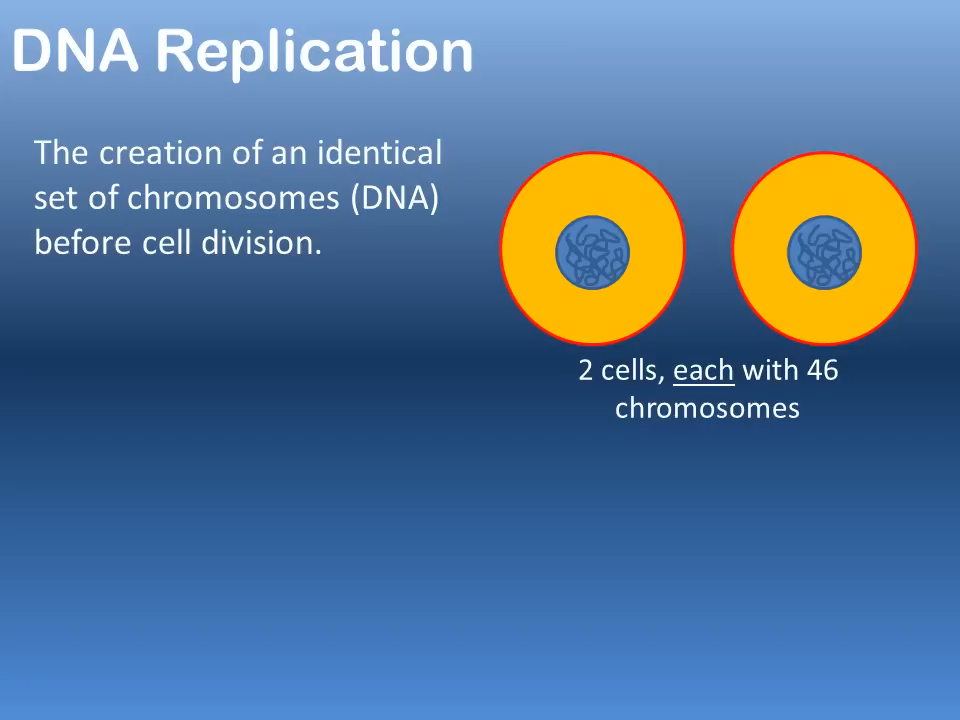 DNA Replication
The creation of an identical
set of chromosomes (DNA)
before cell division.
2 cells, each with 46
chromosomes